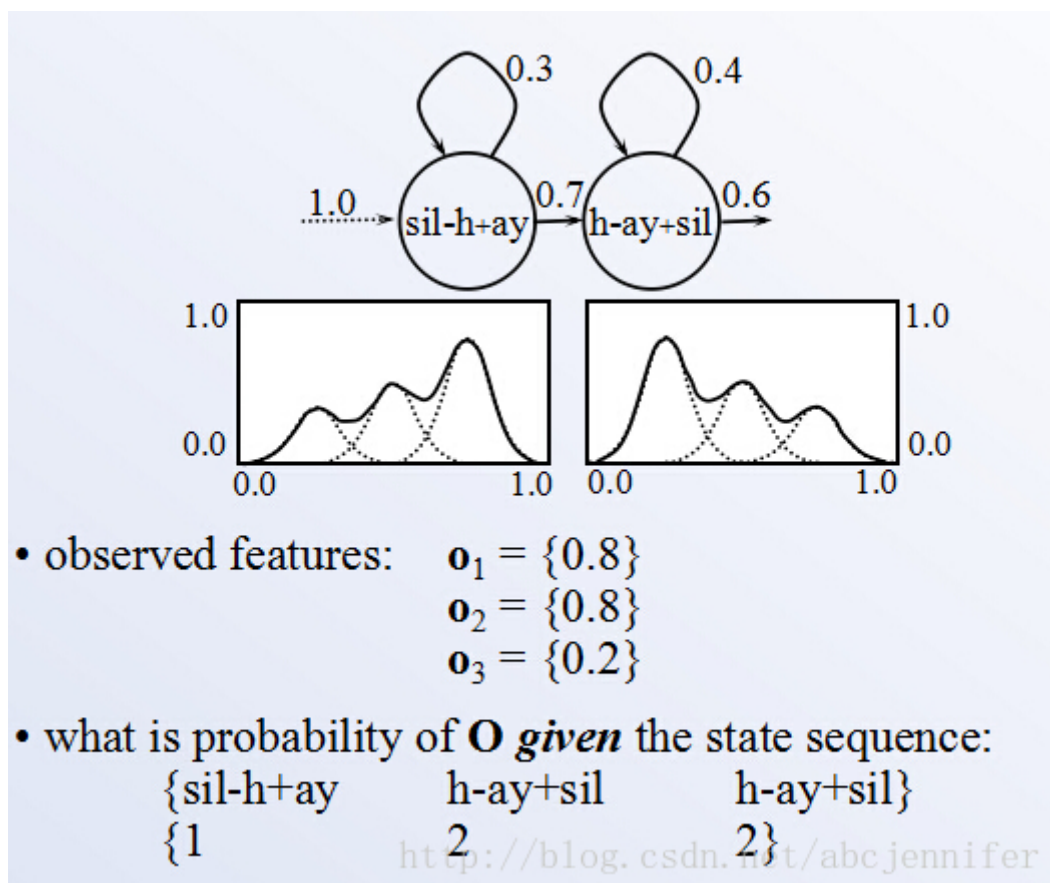 0.3 0.4
1.0 0.7 0.6
sil-h+ay h-ay+sil
1.0 1.0
0.0 0.0
0.0 1.0 0.0 1.0
• observed features: o₁ = {0.8}
o₂ = {0.8}
o₃ = {0.2}
• what is probability of O given the state sequence:
{sil-h+ay h-ay+sil h-ay+sil}
{1 2 2}
http://blog.csdn.net/abcjennifer